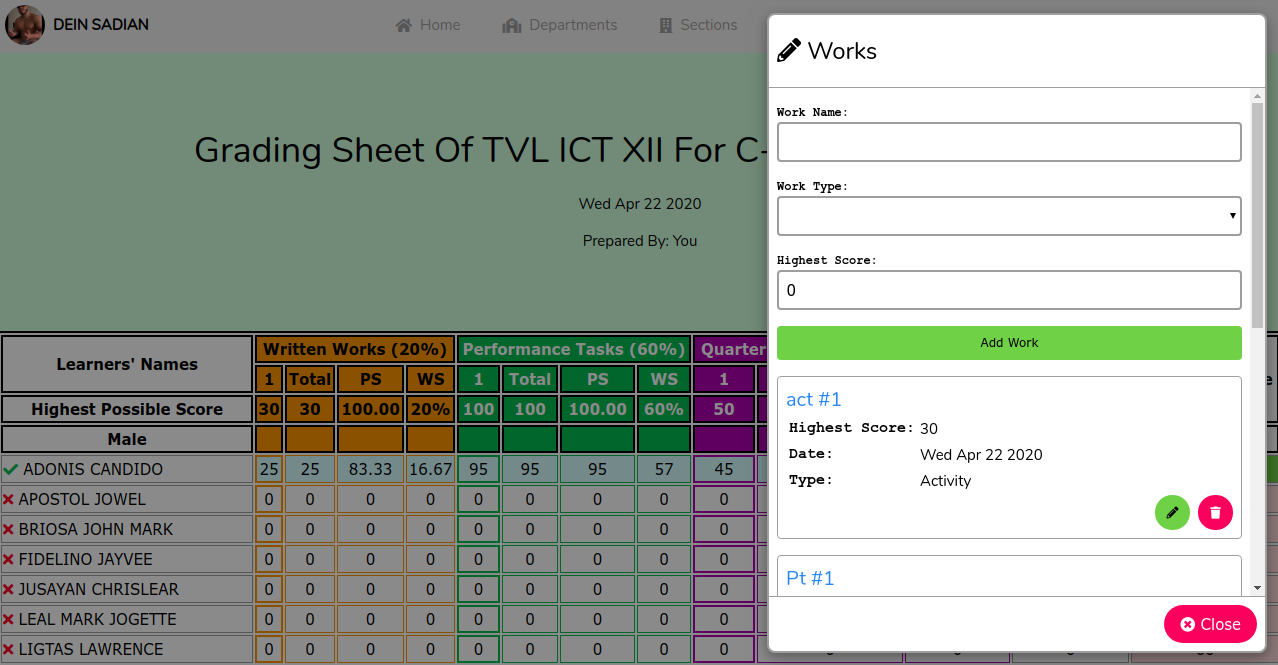 DEIN SADIAN
Home
Departments
Sections
Grading Sheet Of TVL ICT XII For C-
Wed Apr 22 2020
Prepared By: You
Learners' Names
Written Works (20%)
Performance Tasks (60%)
Quarter
1 Total PS WS 1 Total PS WS 1
Highest Possible Score 30 30 100.00 20% 100 100 100.00 60% 50
Male
ADONIS CANDIDO 25 25 83.33 16.67 95 95 95 57 45
APOSTOL JOWEL 0 0 0 0 0 0 0 0 0
BRIOSA JOHN MARK 0 0 0 0 0 0 0 0 0
FIDELINO JAYVEE 0 0 0 0 0 0 0 0 0
JUSAYAN CHRISLEAR 0 0 0 0 0 0 0 0 0
LEAL MARK JOGETTE 0 0 0 0 0 0 0 0 0
LIGTAS LAWRENCE 0 0 0 0 0 0 0 0 0
Works
Work Name:
Work Type:
Highest Score:
0
Add Work
act #1
Highest Score: 30
Date: Wed Apr 22 2020
Type: Activity
Pt #1
Close